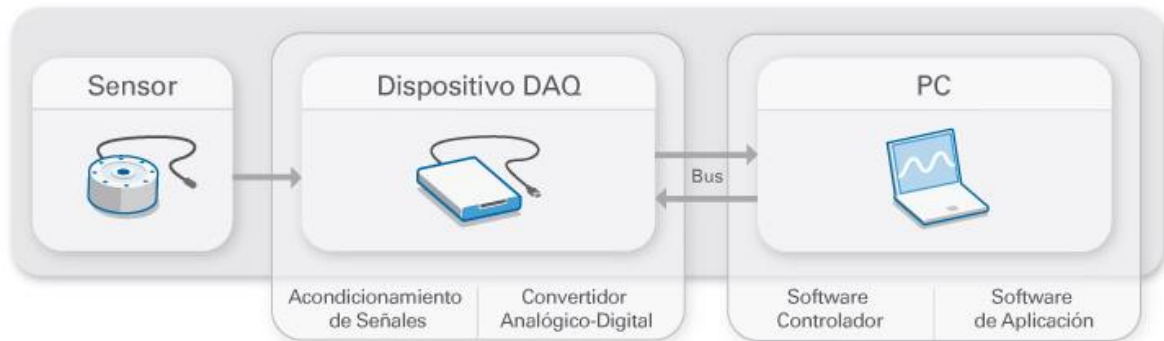 Sensor
Dispositivo DAQ
PC
Bus
Acondicionamiento
de Señales
Convertidor
Analógico-Digital
Software
Controlador
Software
de Aplicación